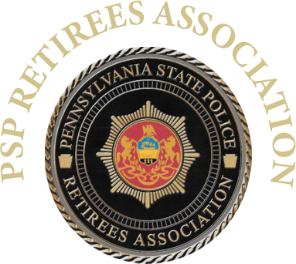 PSP RETIREES ASSOCIATION
PENNSYLVANIA STATE POLICE
RETIREES ASSOCIATION